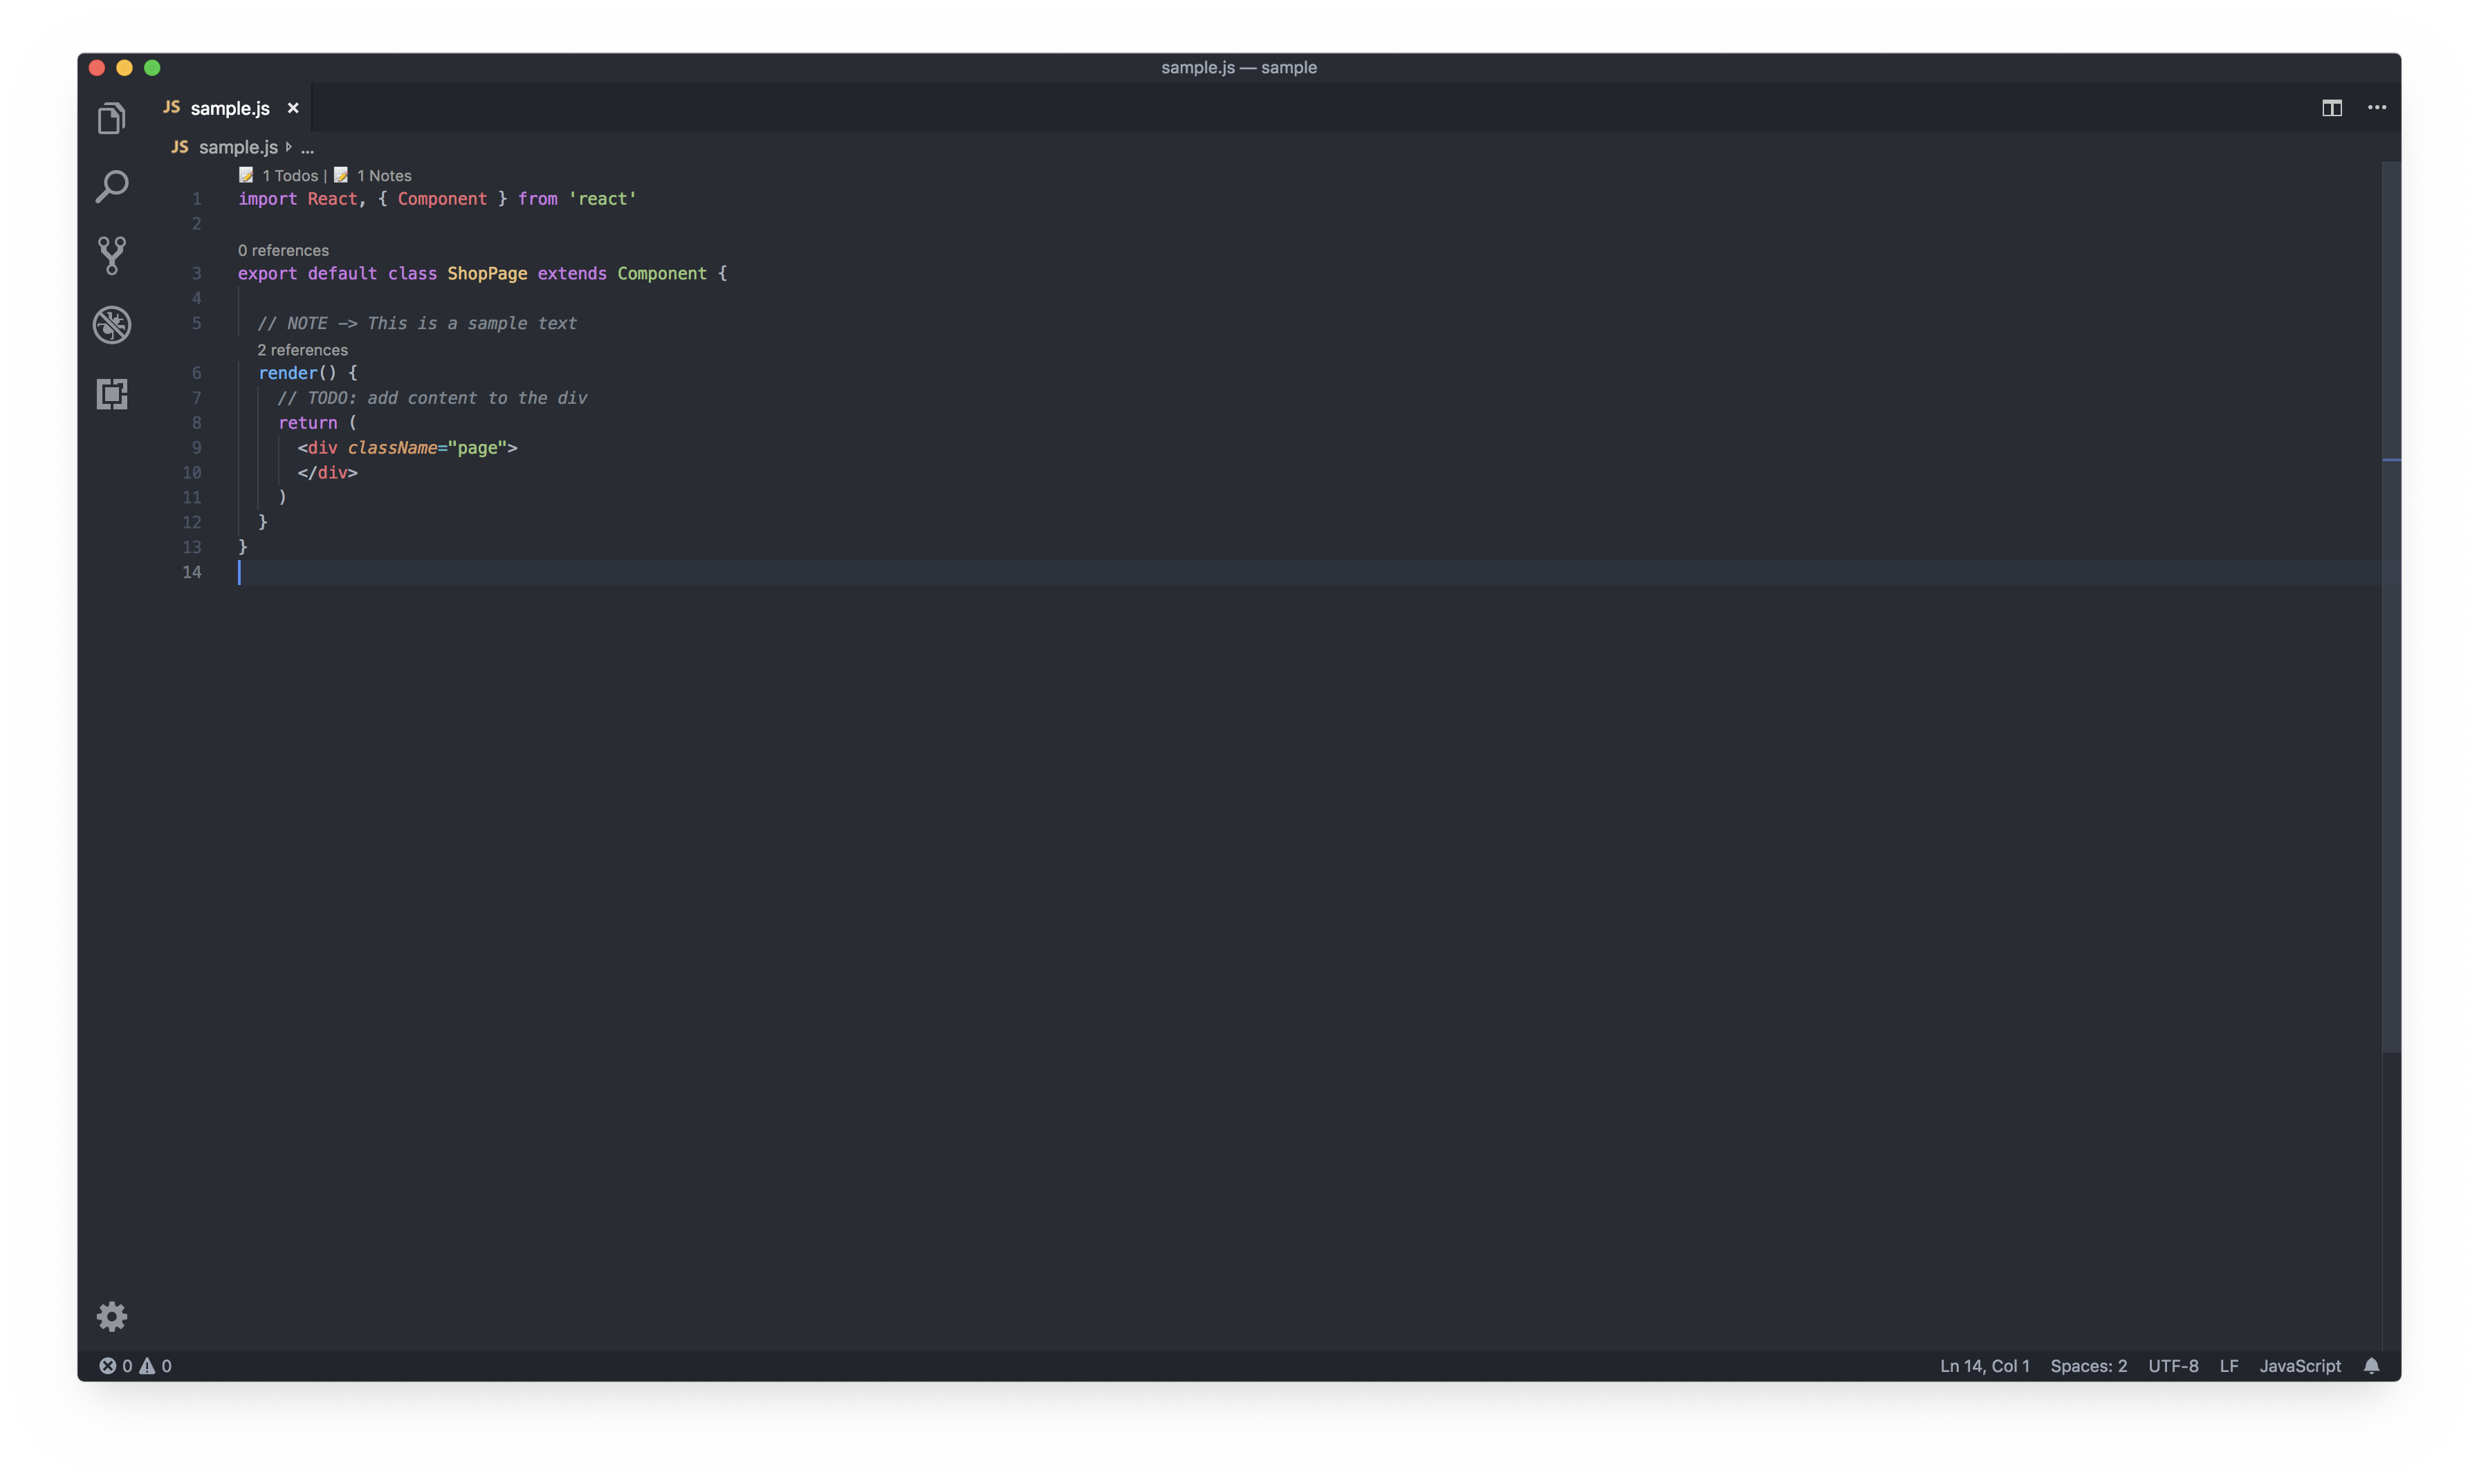 sample.js — sample
JS sample.js ×
JS sample.js ▹ ...
📝 1 Todos | 📝 1 Notes
1 import React, { Component } from 'react'
2
0 references
3 export default class ShopPage extends Component {
4
5 // NOTE -> This is a sample text
2 references
6 render() {
7 // TODO: add content to the div
8 return (
9 <div className="page">
10 </div>
11 )
12 }
13 }
14
0 0 Ln 14, Col 1 Spaces: 2 UTF-8 LF JavaScript